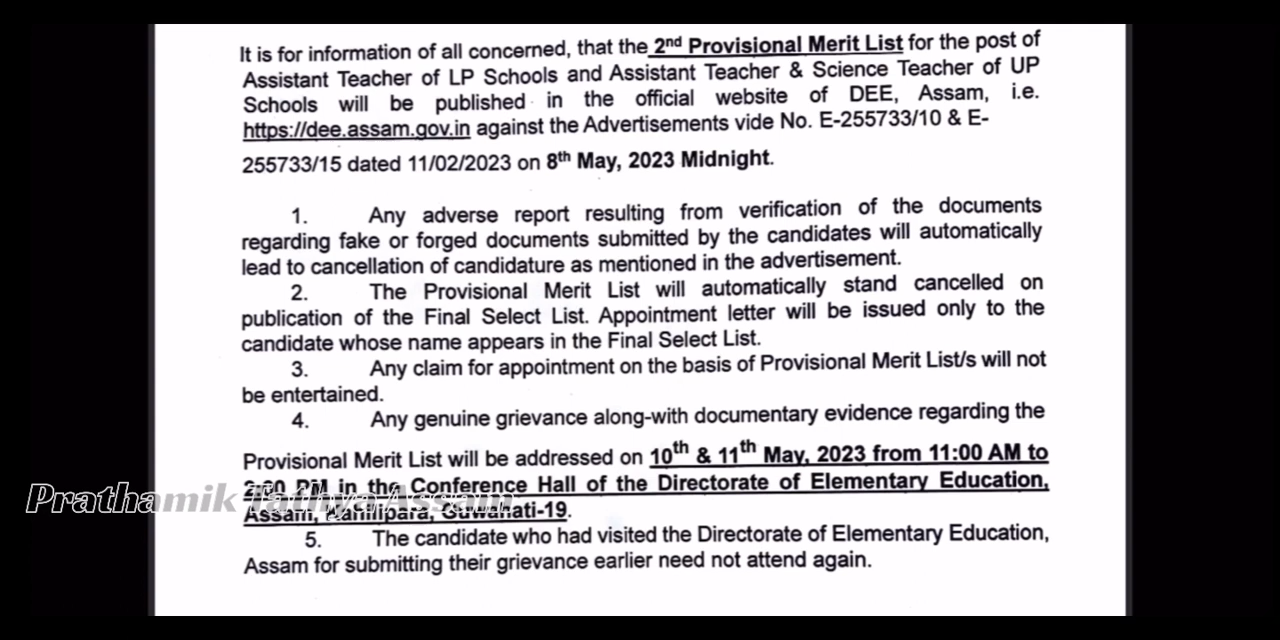 It is for information of all concerned, that the 2nd Provisional Merit List for the post of
Assistant Teacher of LP Schools and Assistant Teacher & Science Teacher of UP
Schools will be published in the official website of DEE, Assam, i.e.
https://dee.assam.gov.in against the Advertisements vide No. E-255733/10 & E-
255733/15 dated 11/02/2023 on 8th May, 2023 Midnight.
1. Any adverse report resulting from verification of the documents
regarding fake or forged documents submitted by the candidates will automatically
lead to cancellation of candidature as mentioned in the advertisement.
2. The Provisional Merit List will automatically stand cancelled on
publication of the Final Select List. Appointment letter will be issued only to the
candidate whose name appears in the Final Select List.
3. Any claim for appointment on the basis of Provisional Merit List/s will not
be entertained.
4. Any genuine grievance along-with documentary evidence regarding the
Provisional Merit List will be addressed on 10th & 11th May, 2023 from 11:00 AM to
PM in the Conference Hall of the Directorate of Elementary Education,
Assam, Kahilipara, Guwahati-19.
Prathamik Tathya Assam
5. The candidate who had visited the Directorate of Elementary Education,
Assam for submitting their grievance earlier need not attend again.